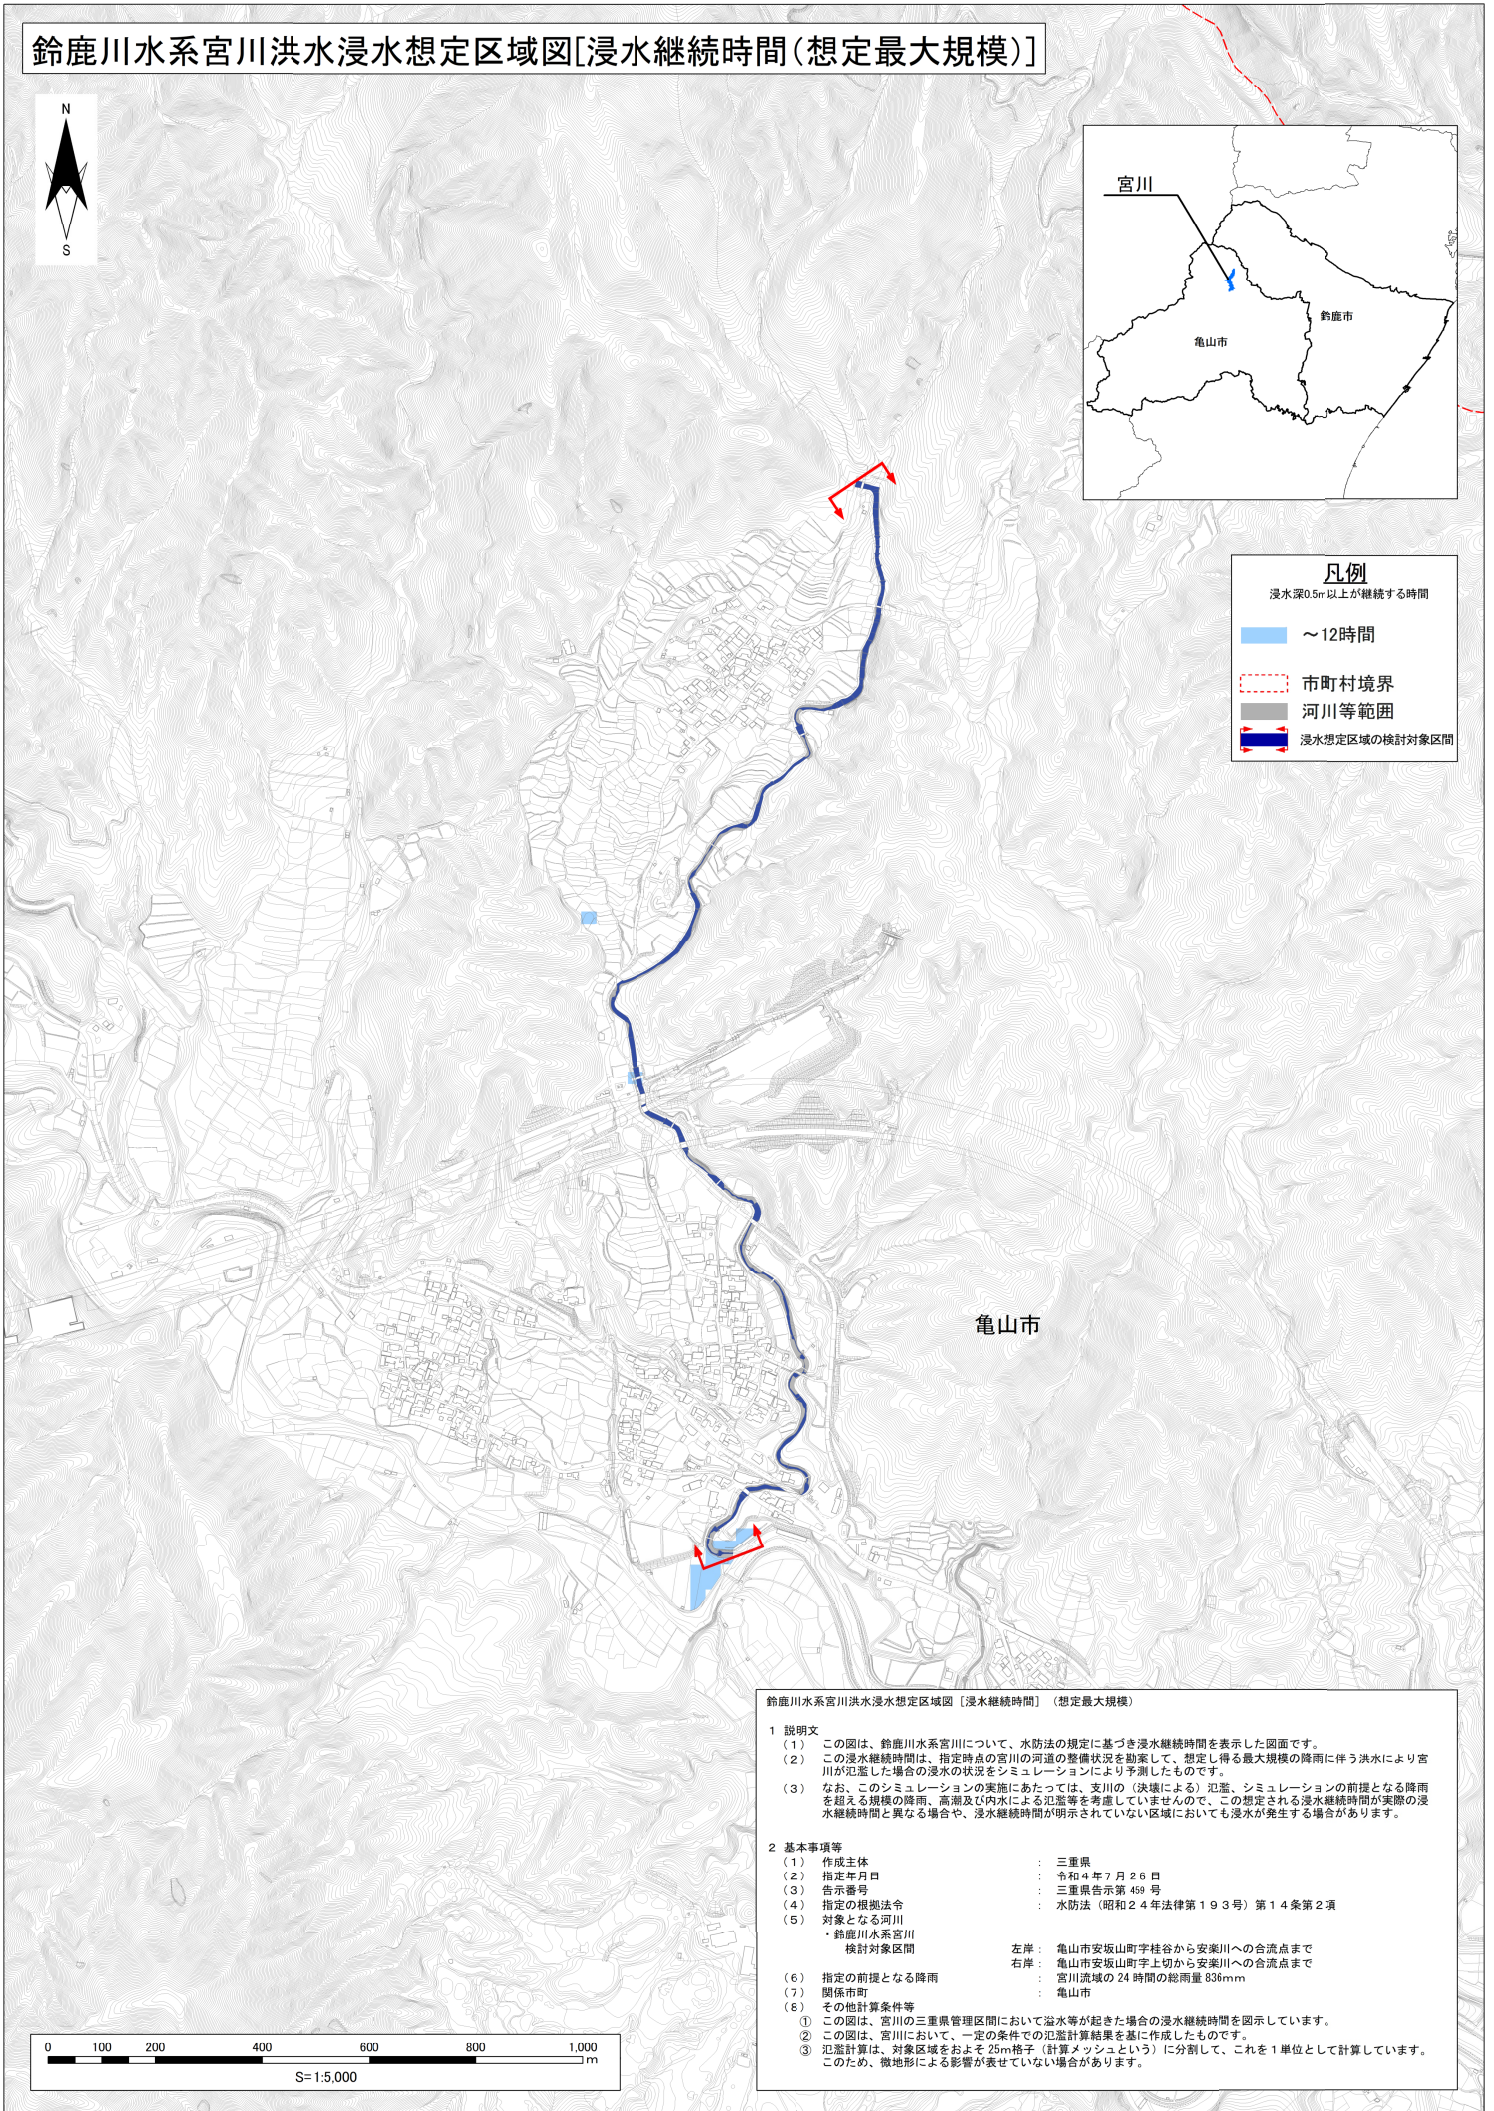 鈴鹿川水系宮川洪水浸水想定区域図[浸水継続時間(想定最大規模)]
N
S
宮川
鈴鹿市
亀山市
凡例
浸水深0.5m以上が継続する時間
～12時間
市町村境界
河川等範囲
浸水想定区域の検討対象区間
亀山市
鈴鹿川水系宮川洪水浸水想定区域図［浸水継続時間］（想定最大規模）
1 説明文
（１） この図は、鈴鹿川水系宮川について、水防法の規定に基づき浸水継続時間を表示した図面です。
（２） この浸水継続時間は、指定時点の宮川の河道の整備状況を勘案して、想定し得る最大規模の降雨に伴う洪水により宮
川が氾濫した場合の浸水の状況をシミュレーションにより予測したものです。
（３） なお、このシミュレーションの実施にあたっては、支川の（決壊による）氾濫、シミュレーションの前提となる降雨
を超える規模の降雨、高潮及び内水による氾濫等を考慮していませんので、この想定される浸水継続時間が実際の浸
水継続時間と異なる場合や、浸水継続時間が明示されていない区域においても浸水が発生する場合があります。
2 基本事項等
（１） 作成主体 ： 三重県
（２） 指定年月日 ： 令和４年７月２６日
（３） 告示番号 ： 三重県告示第 459 号
（４） 指定の根拠法令 ： 水防法（昭和２４年法律第１９３号）第１４条第２項
（５） 対象となる河川
・鈴鹿川水系宮川
検討対象区間 左岸： 亀山市安坂山町字桂谷から安楽川への合流点まで
右岸： 亀山市安坂山町字上切から安楽川への合流点まで
（６） 指定の前提となる降雨 ： 宮川流域の 24 時間の総雨量 836mm
（７） 関係市町 ： 亀山市
（８） その他計算条件等
① この図は、宮川の三重県管理区間において溢水等が起きた場合の浸水継続時間を図示しています。
② この図は、宮川において、一定の条件での氾濫計算結果を基に作成したものです。
③ 氾濫計算は、対象区域をおよそ 25m格子（計算メッシュという）に分割して、これを１単位として計算しています。
このため、微地形による影響が表せていない場合があります。
0 100 200 400 600 800 1,000
m
S=1:5,000